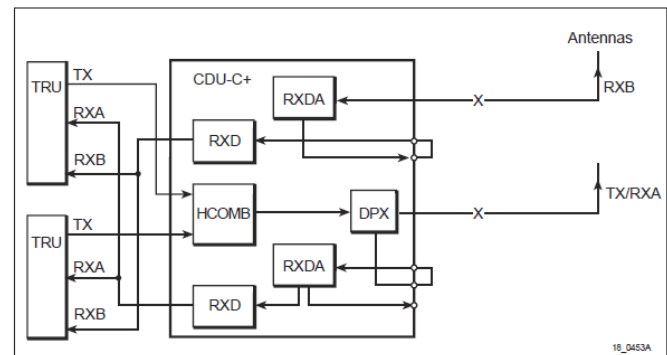 Antennas
CDU-C+
TRU
TX
RXDA
RXB
RXA
RXD
RXB
TX/RXA
HCOMB
DPX
TRU
TX
RXDA
RXA
RXD
RXB
X
X
18_0453A